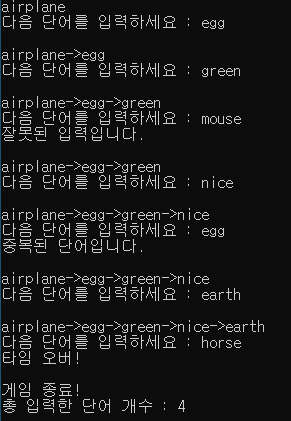 airplane
다음 단어를 입력하세요 : egg
airplane->egg
다음 단어를 입력하세요 : green
airplane->egg->green
다음 단어를 입력하세요 : mouse
잘못된 입력입니다.
airplane->egg->green
다음 단어를 입력하세요 : nice
airplane->egg->green->nice
다음 단어를 입력하세요 : egg
중복된 단어입니다.
airplane->egg->green->nice
다음 단어를 입력하세요 : earth
airplane->egg->green->nice->earth
다음 단어를 입력하세요 : horse
타임 오버!
게임 종료!
총 입력한 단어 개수 : 4